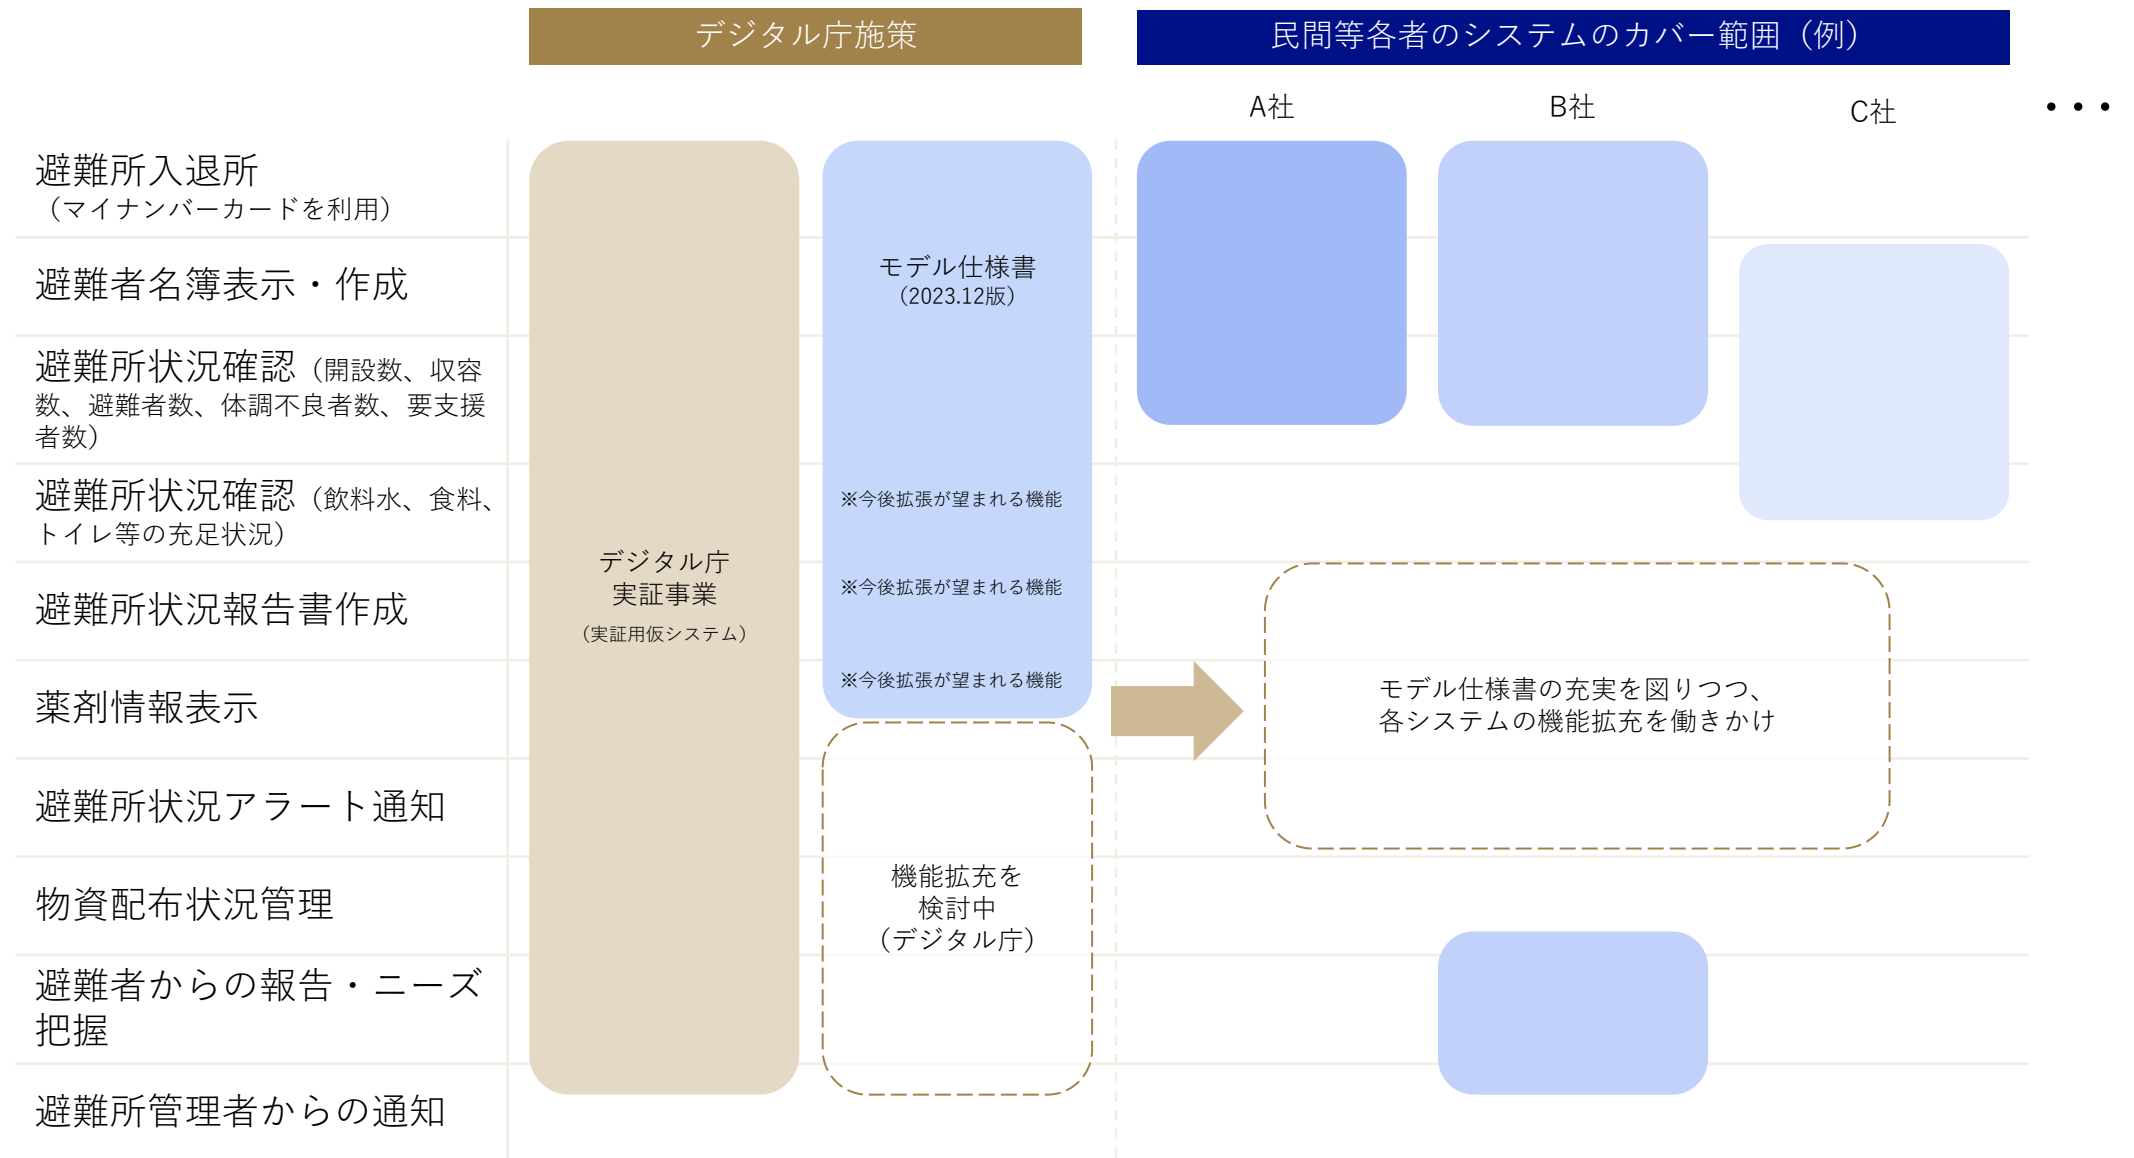 デジタル庁施策
民間等各者のシステムのカバー範囲（例）
A社
B社
C社
・・・
避難所入退所
（マイナンバーカードを利用）
避難者名簿表示・作成
避難所状況確認（開設数、収容
数、避難者数、体調不良者数、要支援
者数）
避難所状況確認（飲料水、食料、
トイレ等の充足状況）
避難所状況報告書作成
薬剤情報表示
避難所状況アラート通知
物資配布状況管理
避難者からの報告・ニーズ
把握
避難所管理者からの通知
デジタル庁
実証事業
（実証用仮システム）
モデル仕様書
（2023.12版）
※今後拡張が望まれる機能
※今後拡張が望まれる機能
※今後拡張が望まれる機能
機能拡充を
検討中
（デジタル庁）
モデル仕様書の充実を図りつつ、
各システムの機能拡充を働きかけ